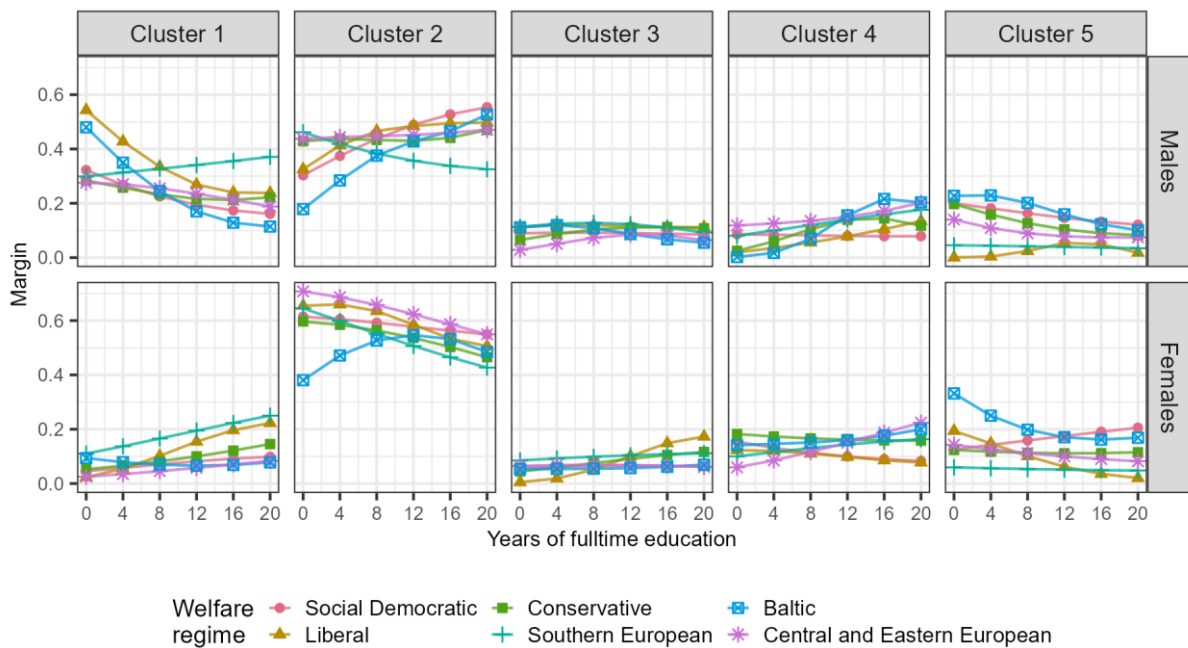 Cluster 1 Cluster 2 Cluster 3 Cluster 4 Cluster 5
0.6
0.4
0.2
0.0
Males
Margin
0.6
0.4
0.2
0.0
Females
0 4 8 12 16 20 0 4 8 12 16 20 0 4 8 12 16 20 0 4 8 12 16 20 0 4 8 12 16 20
Years of fulltime education
Welfare regime
Social Democratic Conservative Baltic
Liberal Southern European Central and Eastern European